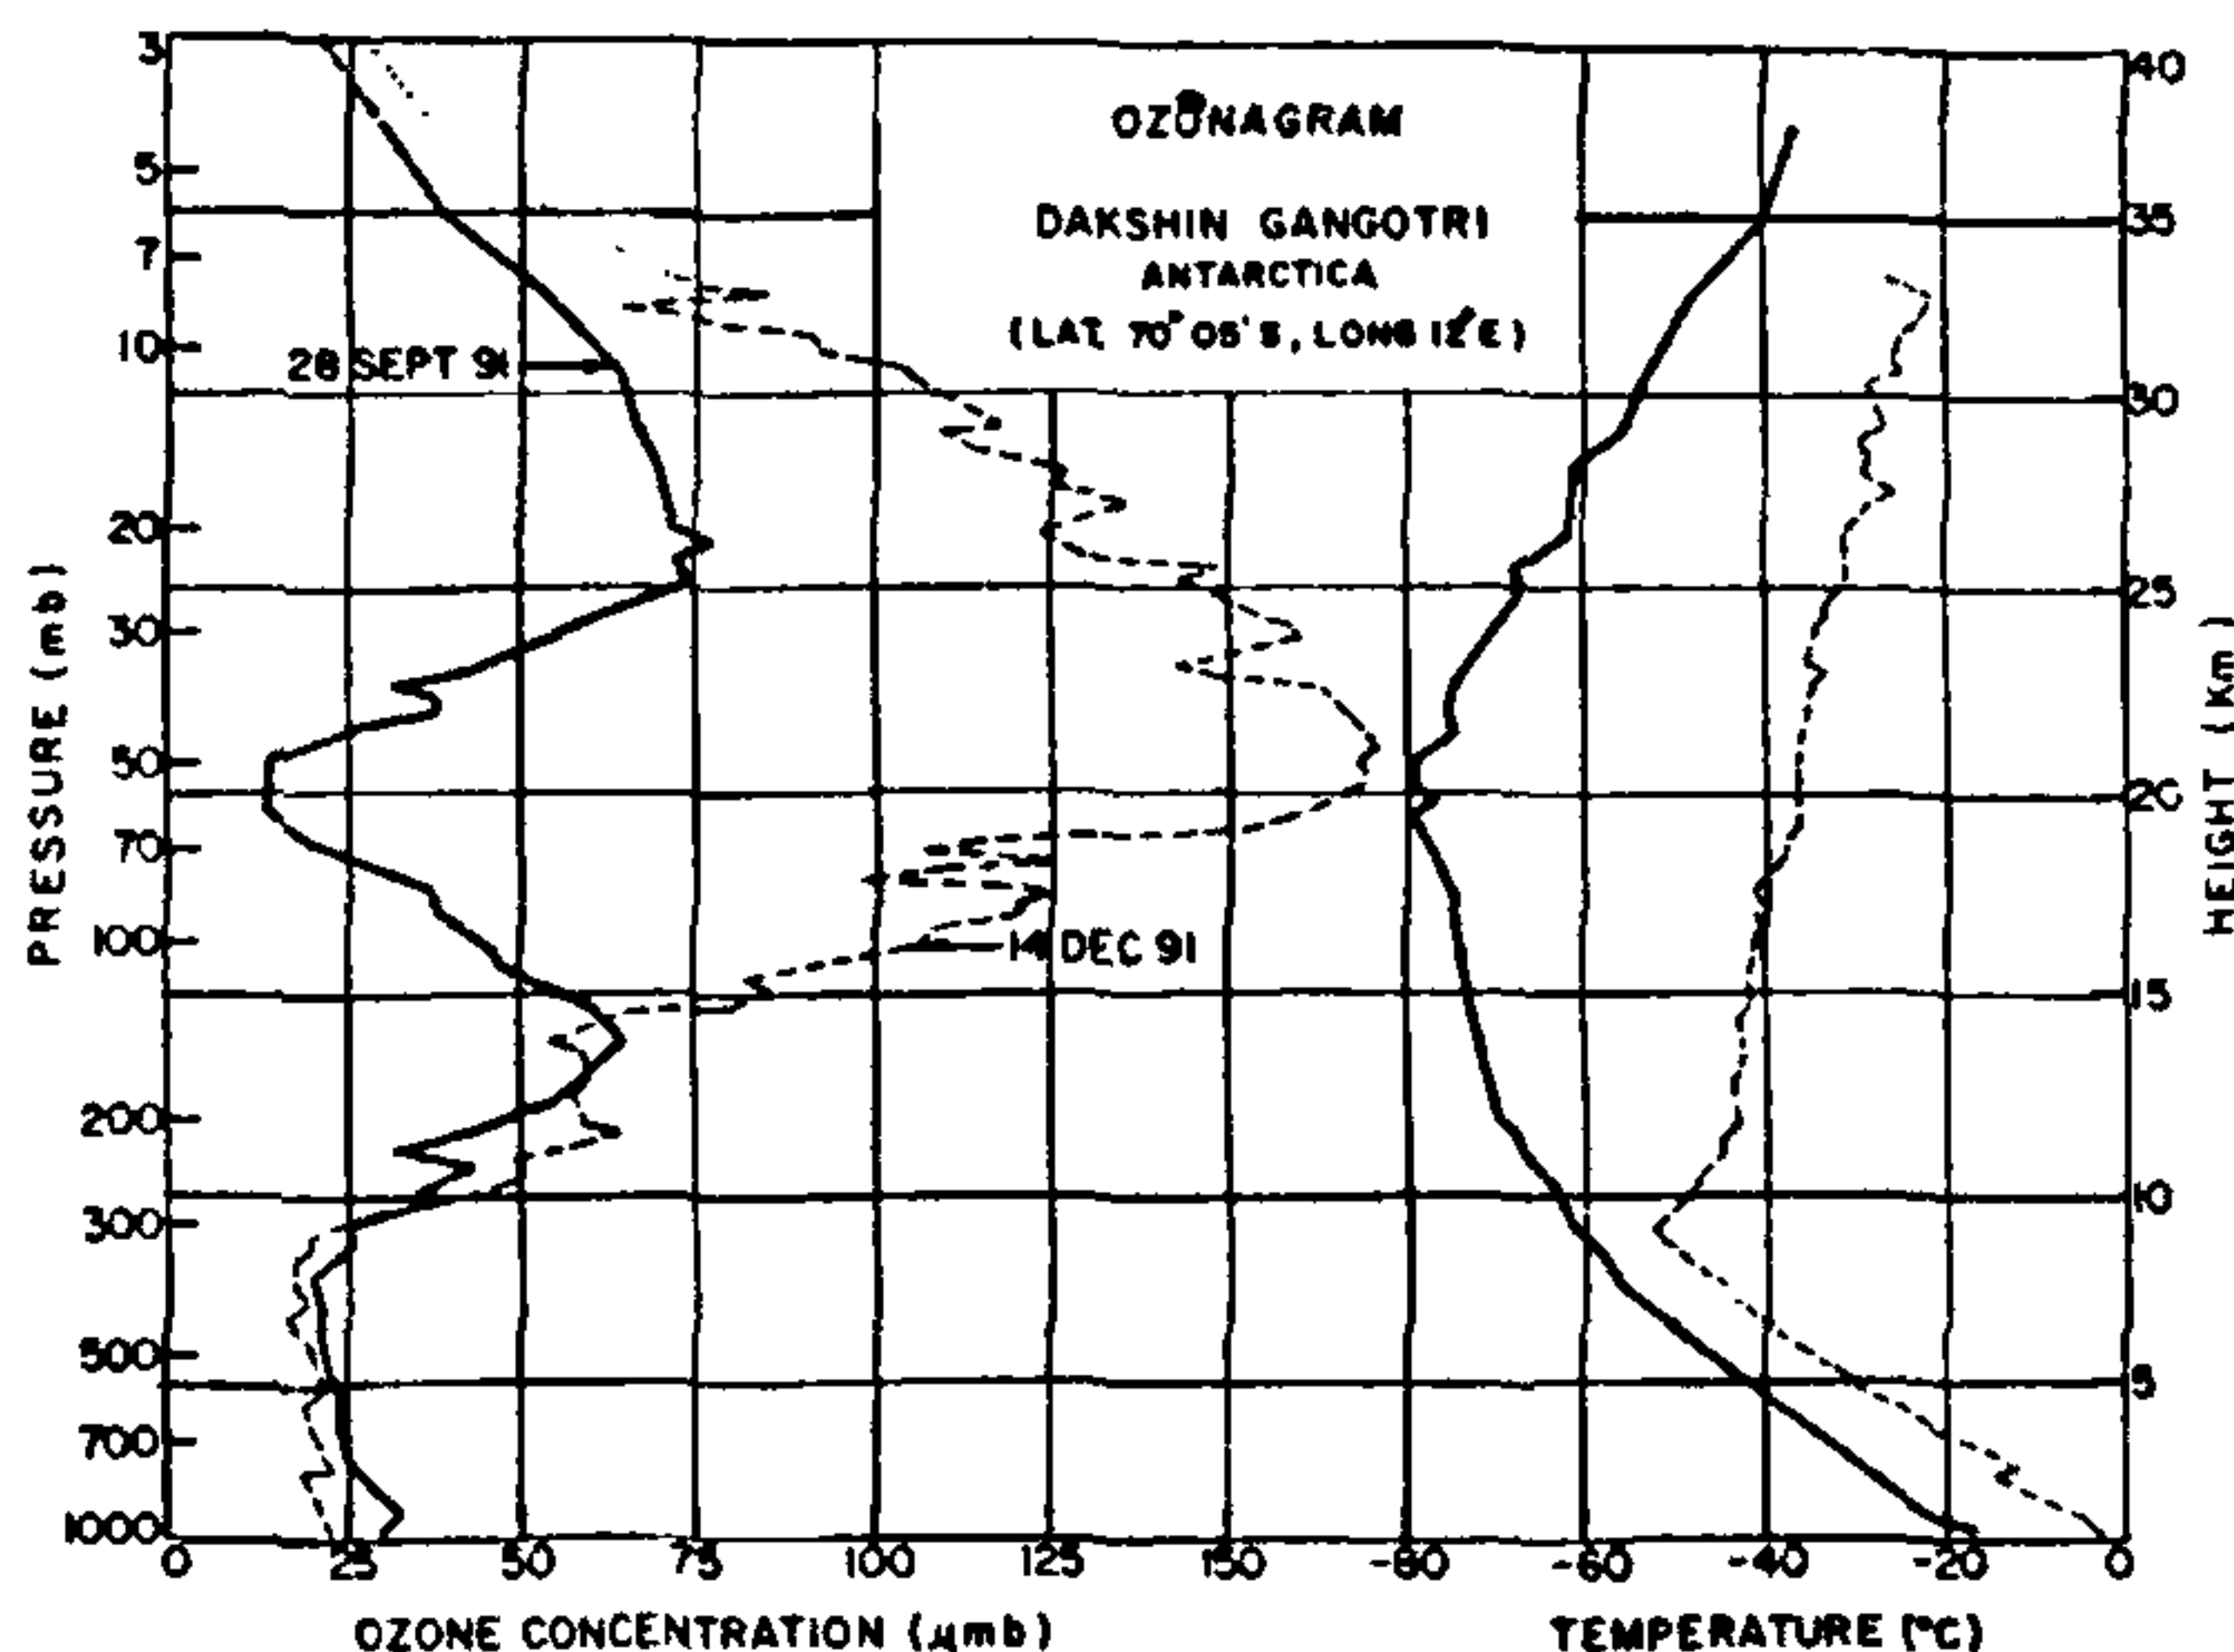 OZONAGRAM
DAKSHIN GANGOTRI
ANTARCTICA
(LAT, 70° 05' S, LONG 12° E)
28 SEPT 91
14 DEC 91
PRESSURE (mb)
3
5
7
10
20
30
50
70
100
200
300
500
700
1000
HEIGHT (Km)
40
35
30
25
20
15
10
5
0 25 50 75 100 125 150 -80 -60 -40 -20 0
OZONE CONCENTRATION (μmb)
TEMPERATURE (°C)